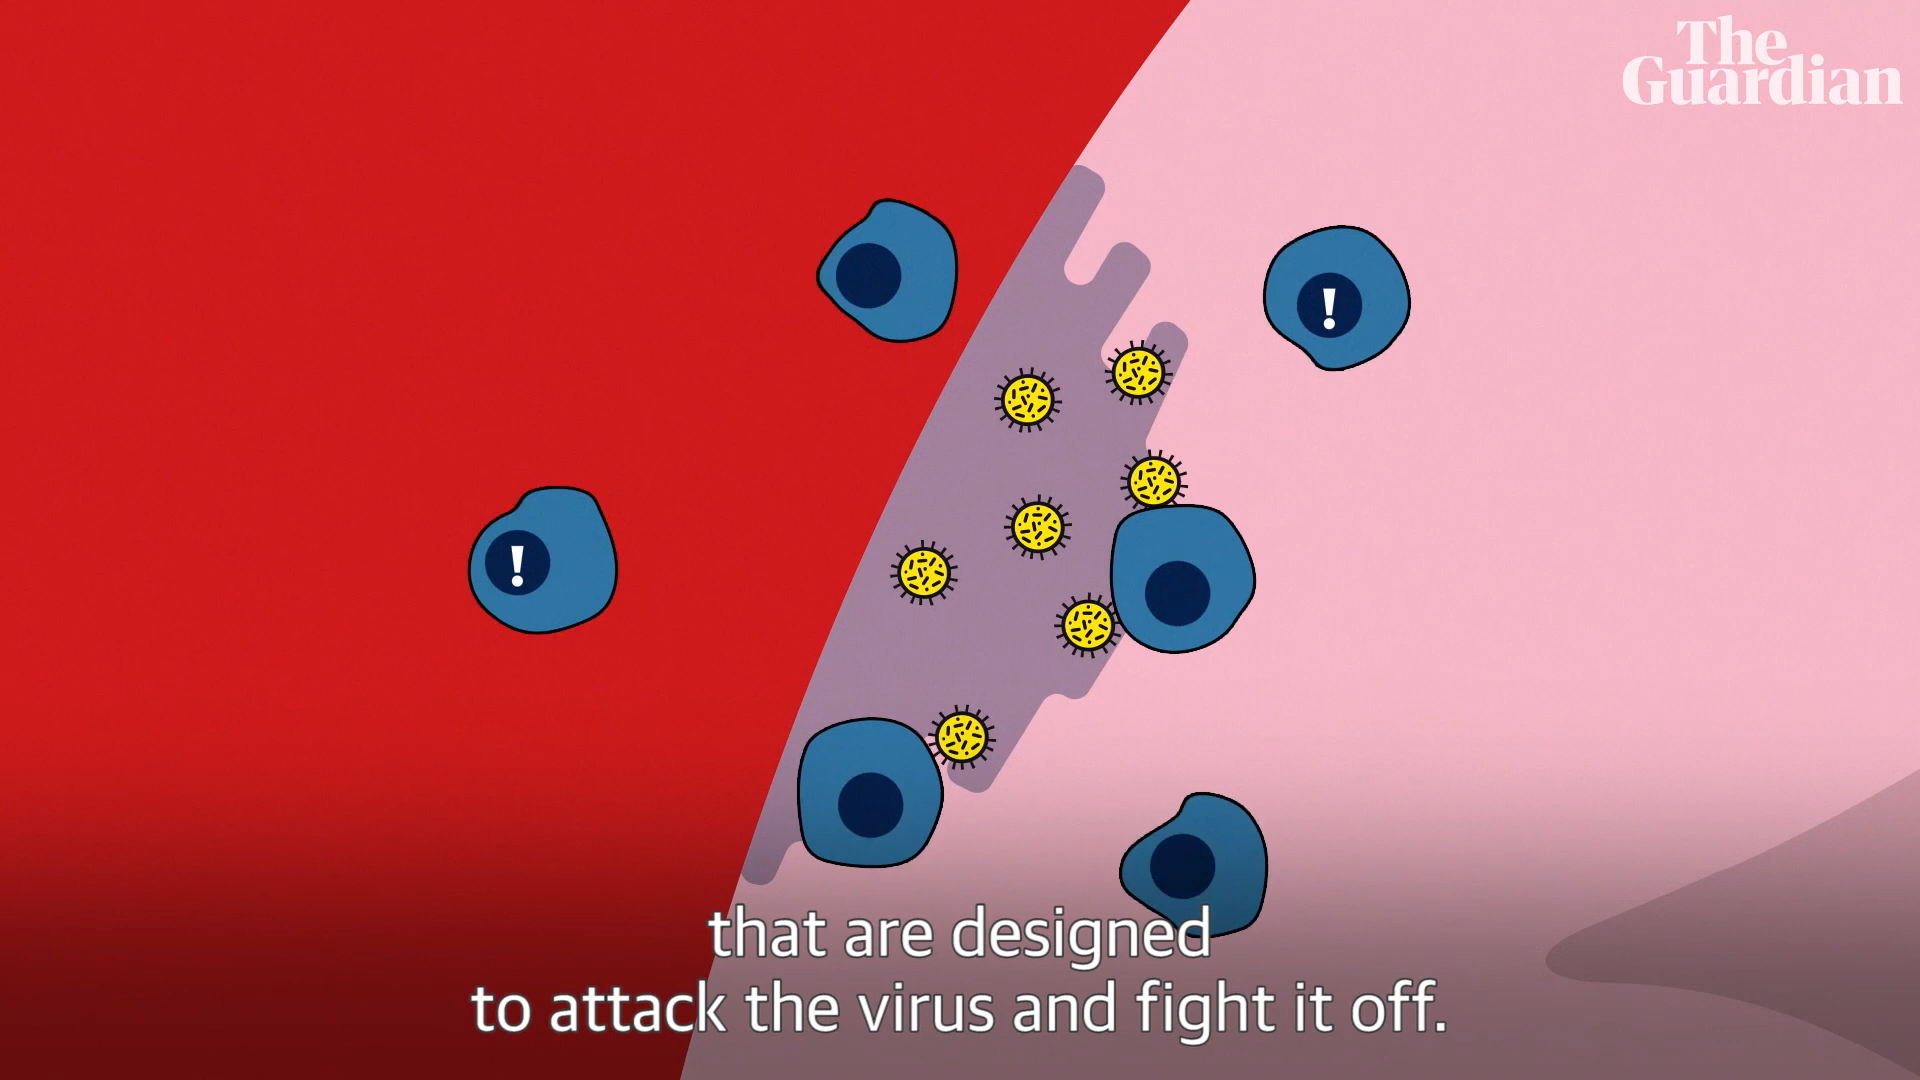 The
Guardian
!
!
that are designed
to attack the virus and fight it off.